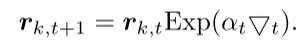 r_{k,t+1} = r_{k,t}Exp(α_t▽_t).